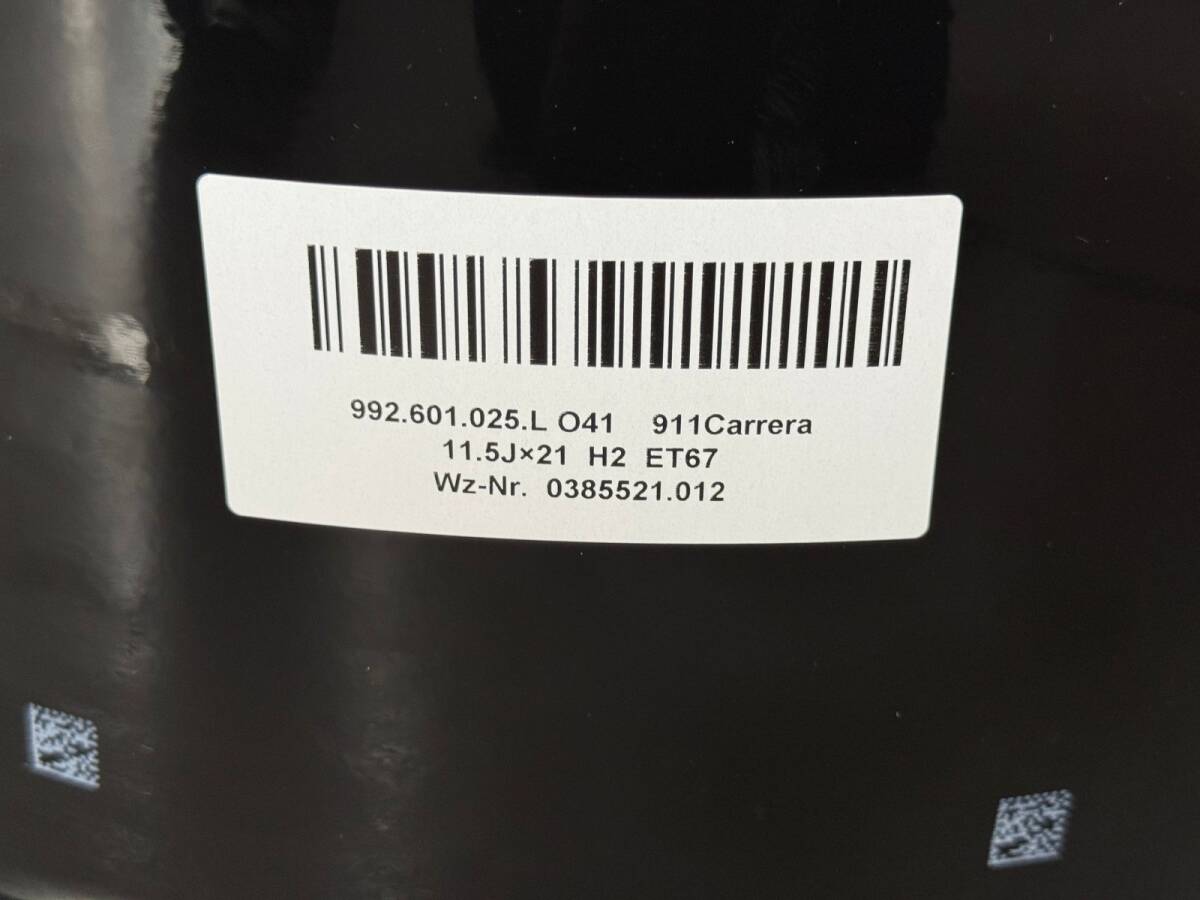 992.601.025.L O41 911Carrera
11.5J×21 H2 ET67
Wz-Nr. 0385521.012